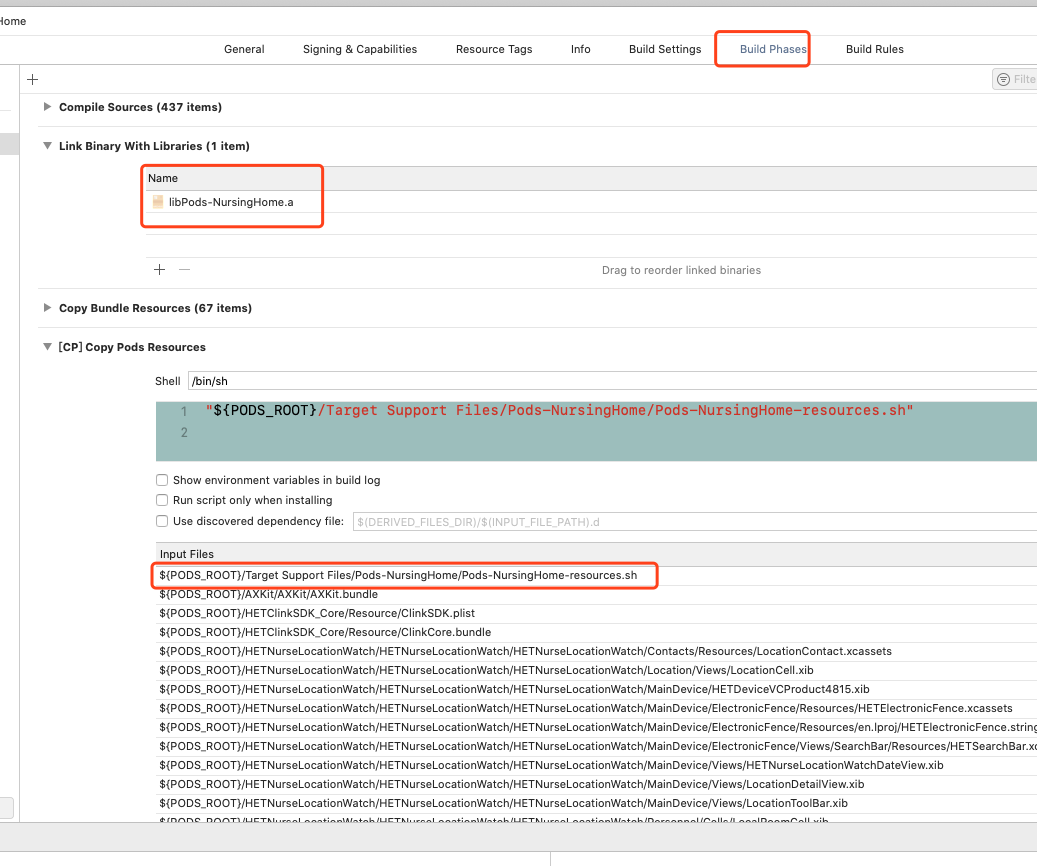 Home
General Signing & Capabilities Resource Tags Info Build Settings Build Phases Build Rules
Filte
Compile Sources (437 items)
Link Binary With Libraries (1 item)
Name
libPods-NursingHome.a
Drag to reorder linked binaries
Copy Bundle Resources (67 items)
[CP] Copy Pods Resources
Shell /bin/sh
1 "${PODS_ROOT}/Target Support Files/Pods-NursingHome/Pods-NursingHome-resources.sh"
2
Show environment variables in build log
Run script only when installing
Use discovered dependency file: $(DERIVED_FILES_DIR)/$(INPUT_FILE_PATH).d
Input Files
${PODS_ROOT}/Target Support Files/Pods-NursingHome/Pods-NursingHome-resources.sh
${PODS_ROOT}/AXKit/AXKit/AXKit.bundle
${PODS_ROOT}/HETClinkSDK_Core/Resource/ClinkSDK.plist
${PODS_ROOT}/HETClinkSDK_Core/Resource/ClinkCore.bundle
${PODS_ROOT}/HETNurseLocationWatch/HETNurseLocationWatch/HETNurseLocationWatch/Contacts/Resources/LocationContact.xcassets
${PODS_ROOT}/HETNurseLocationWatch/HETNurseLocationWatch/HETNurseLocationWatch/Location/Views/LocationCell.xib
${PODS_ROOT}/HETNurseLocationWatch/HETNurseLocationWatch/HETNurseLocationWatch/MainDevice/HETDeviceVCProduct4815.xib
${PODS_ROOT}/HETNurseLocationWatch/HETNurseLocationWatch/HETNurseLocationWatch/MainDevice/ElectronicFence/Resources/HETElectronicFence.xcassets
${PODS_ROOT}/HETNurseLocationWatch/HETNurseLocationWatch/HETNurseLocationWatch/MainDevice/ElectronicFence/Resources/en.lproj/HETElectronicFence.string
${PODS_ROOT}/HETNurseLocationWatch/HETNurseLocationWatch/HETNurseLocationWatch/MainDevice/ElectronicFence/Views/SearchBar/Resources/HETSearchBar.xc
${PODS_ROOT}/HETNurseLocationWatch/HETNurseLocationWatch/HETNurseLocationWatch/MainDevice/Views/HETNurseLocationWatchDateView.xib
${PODS_ROOT}/HETNurseLocationWatch/HETNurseLocationWatch/HETNurseLocationWatch/MainDevice/Views/LocationDetailView.xib
${PODS_ROOT}/HETNurseLocationWatch/HETNurseLocationWatch/HETNurseLocationWatch/MainDevice/Views/LocationToolBar.xib
${PODS_ROOT}/HETNurseLocationWatch/HETNurseLocationWatch/HETNurseLocationWatch/Personnel/Cells/LocalRoomCell.xib